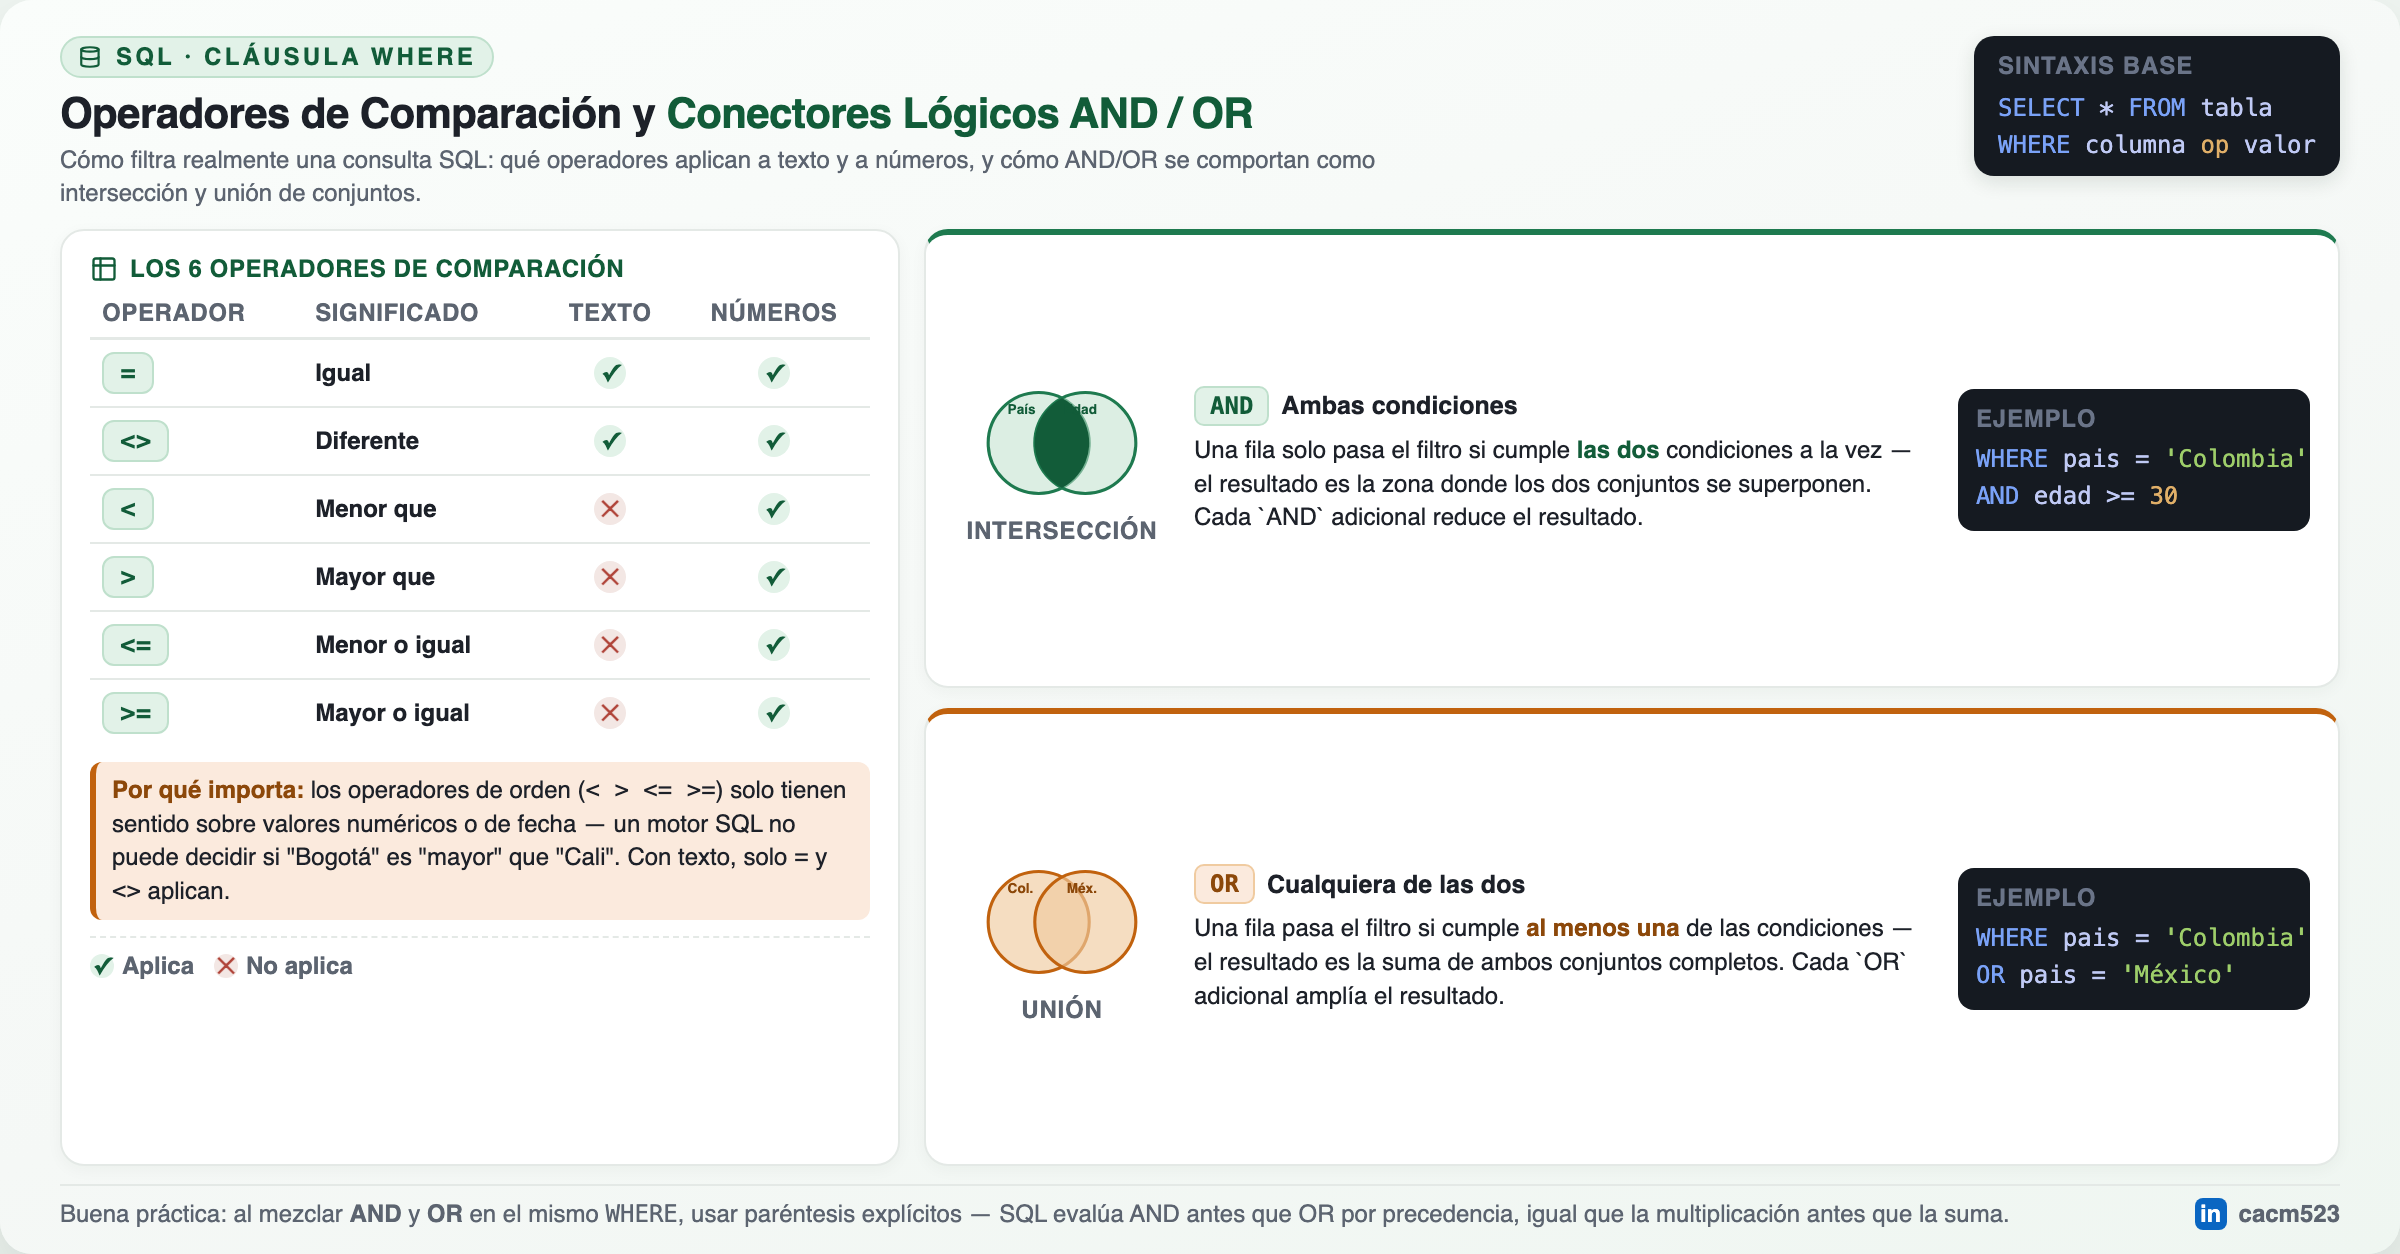 SQL · CLÁUSULA WHERE
Operadores de Comparación y Conectores Lógicos AND / OR
Cómo filtra realmente una consulta SQL: qué operadores aplican a texto y a números, y cómo AND/OR se comportan como
intersección y unión de conjuntos.
SINTAXIS BASE
SELECT * FROM tabla
WHERE columna op valor
LOS 6 OPERADORES DE COMPARACIÓN
OPERADOR SIGNIFICADO TEXTO NÚMEROS
= Igual ✓ ✓
<> Diferente ✓ ✓
< Menor que ✕ ✓
> Mayor que ✕ ✓
<= Menor o igual ✕ ✓
>= Mayor o igual ✕ ✓
Por qué importa: los operadores de orden (< > <= >=) solo tienen
sentido sobre valores numéricos o de fecha — un motor SQL no
puede decidir si "Bogotá" es "mayor" que "Cali". Con texto, solo = y
<> aplican.
✓ Aplica ✕ No aplica
País
INTERSECCIÓN
AND Ambas condiciones
Una fila solo pasa el filtro si cumple las dos condiciones a la vez —
el resultado es la zona donde los dos conjuntos se superponen.
Cada `AND` adicional reduce el resultado.
EJEMPLO
WHERE pais = 'Colombia'
AND edad >= 30
Col. Méx.
UNIÓN
OR Cualquiera de las dos
Una fila pasa el filtro si cumple al menos una de las condiciones —
el resultado es la suma de ambos conjuntos completos. Cada `OR`
adicional amplía el resultado.
EJEMPLO
WHERE pais = 'Colombia'
OR pais = 'México'
Buena práctica: al mezclar AND y OR en el mismo WHERE, usar paréntesis explícitos — SQL evalúa AND antes que OR por precedencia, igual que la multiplicación antes que la suma.
in cacm523